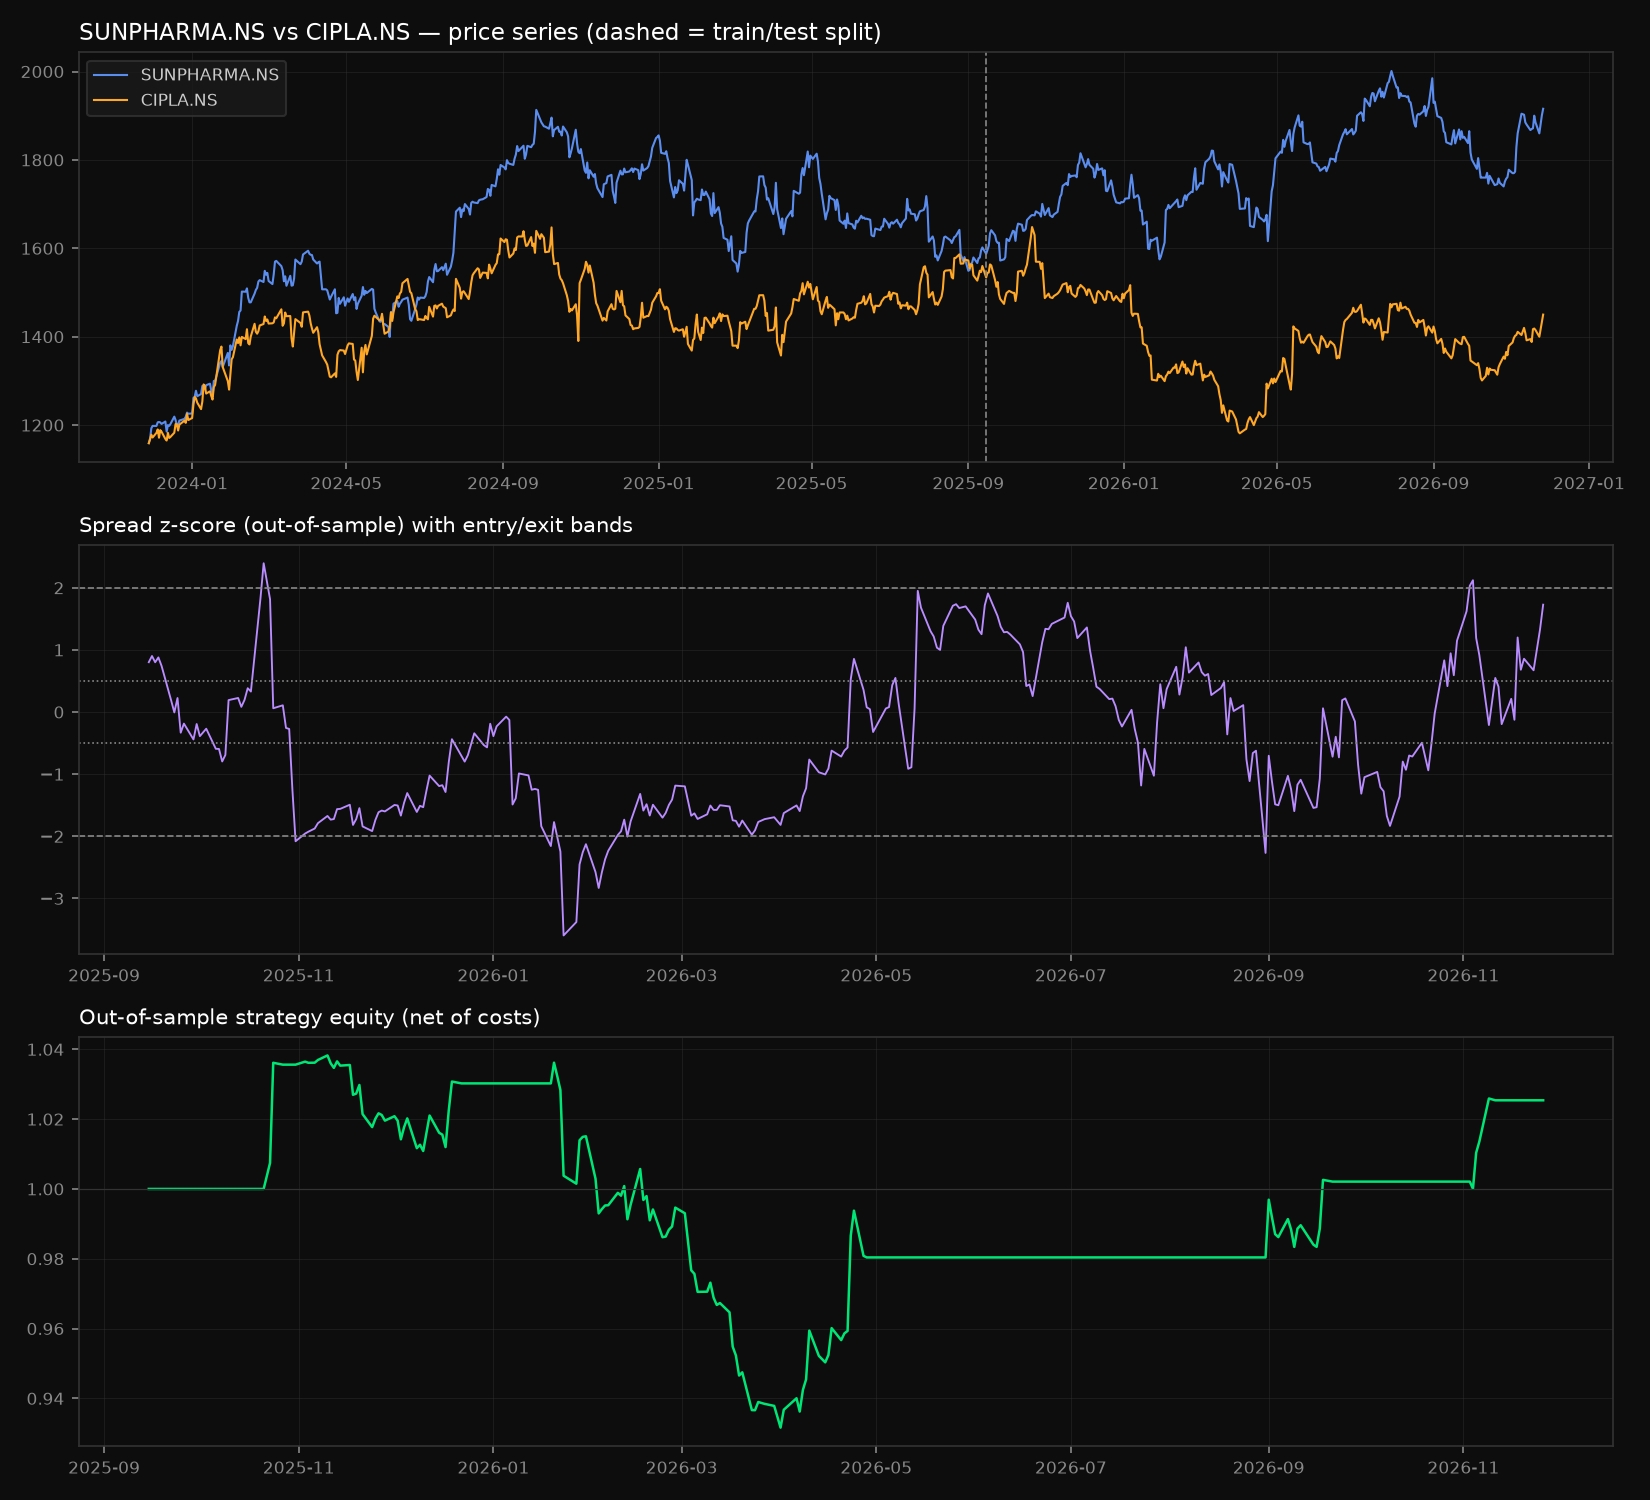 SUNPHARMA.NS vs CIPLA.NS — price series (dashed = train/test split)
SUNPHARMA.NS
CIPLA.NS
2000
1800
1600
1400
1200
2024-01 2024-05 2024-09 2025-01 2025-05 2025-09 2026-01 2026-05 2026-09 2027-01
Spread z-score (out-of-sample) with entry/exit bands
2
1
0
−1
−2
−3
2025-09 2025-11 2026-01 2026-03 2026-05 2026-07 2026-09 2026-11
Out-of-sample strategy equity (net of costs)
1.04
1.02
1.00
0.98
0.96
0.94
2025-09 2025-11 2026-01 2026-03 2026-05 2026-07 2026-09 2026-11